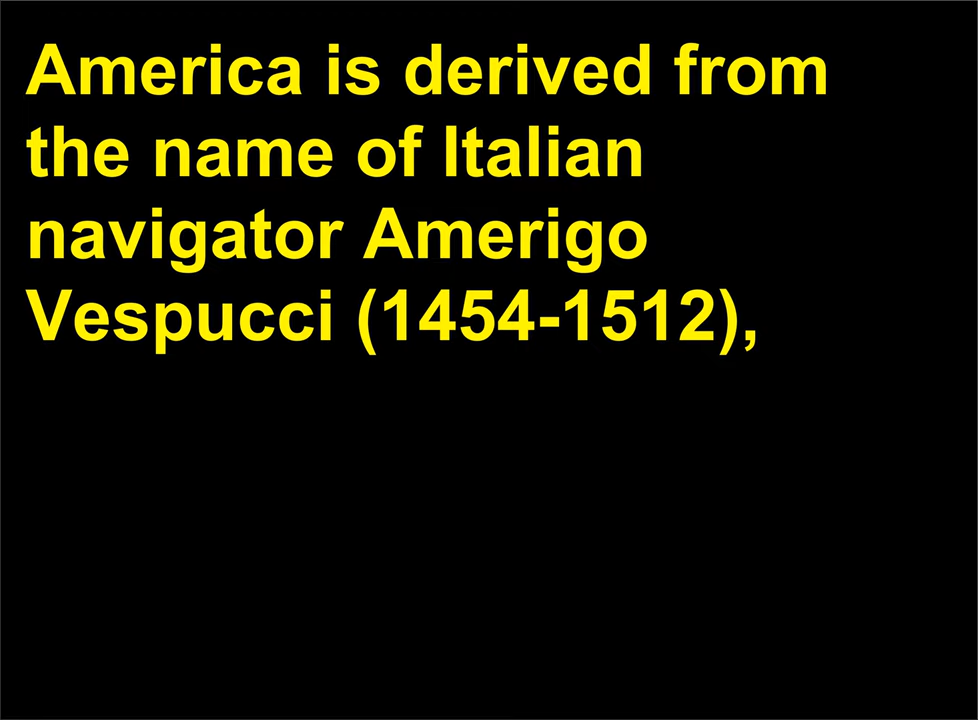 America is derived from
the name of Italian
navigator Amerigo
Vespucci (1454-1512),